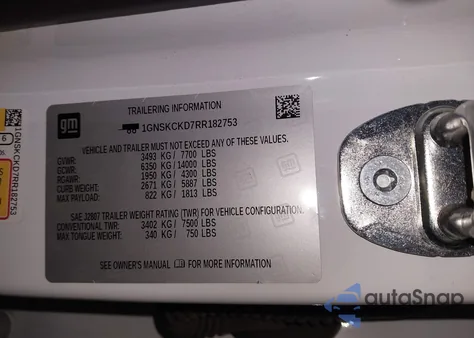 TRAILERING INFORMATION
gm
1GNSKCKD7RR182753
VEHICLE AND TRAILER MUST NOT EXCEED ANY OF THESE VALUES.
GVWR: 3493 KG / 7700 LBS
GCWR: 6350 KG / 14000 LBS
RGAWR: 1950 KG / 4300 LBS
CURB WEIGHT: 2671 KG / 5887 LBS
MAX PAYLOAD: 822 KG / 1813 LBS
SAE J2807 TRAILER WEIGHT RATING (TWR) FOR VEHICLE CONFIGURATION.
CONVENTIONAL TWR: 3402 KG / 7500 LBS
MAX TONGUE WEIGHT: 340 KG / 750 LBS
SEE OWNER'S MANUAL FOR MORE INFORMATION
6
1GNSKCKD7RR182753
autoSnap